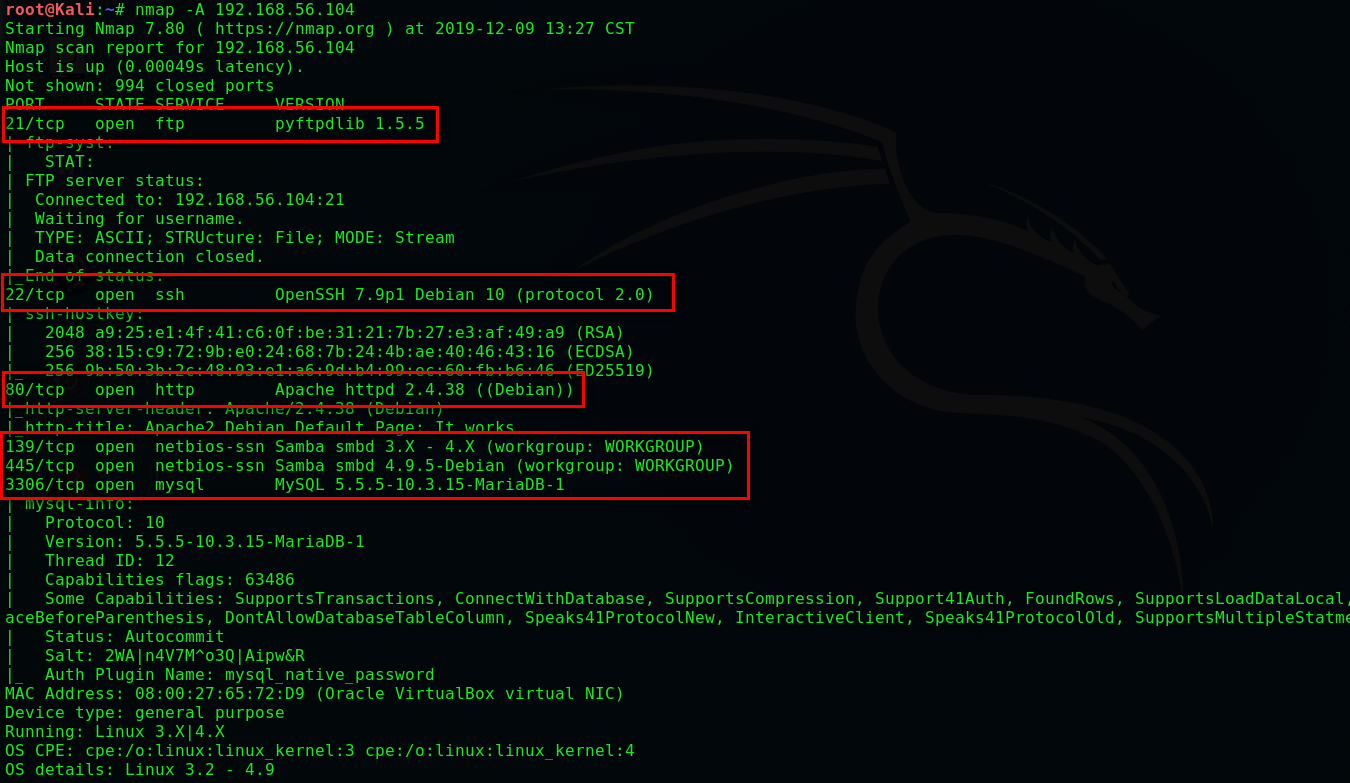 root@Kali:~# nmap -A 192.168.56.104
Starting Nmap 7.80 ( https://nmap.org ) at 2019-12-09 13:27 CST
Nmap scan report for 192.168.56.104
Host is up (0.00049s latency).
Not shown: 994 closed ports
PORT     STATE SERVICE     VERSION
21/tcp   open  ftp         pyftpdlib 1.5.5
| ftp-syst:
|   STAT:
| FTP server status:
|  Connected to: 192.168.56.104:21
|  Waiting for username.
|  TYPE: ASCII; STRUcture: File; MODE: Stream
|  Data connection closed.
|_End of status.
22/tcp   open  ssh         OpenSSH 7.9p1 Debian 10 (protocol 2.0)
| ssh-hostkey:
|   2048 a9:25:e1:4f:41:c6:0f:be:31:21:7b:27:e3:af:49:a9 (RSA)
|   256 38:15:c9:72:9b:e0:24:68:7b:24:4b:ae:40:46:43:16 (ECDSA)
|_  256 9b:50:3b:2c:48:93:e1:a6:9d:b4:99:ec:60:fb:b6:46 (ED25519)
80/tcp   open  http        Apache httpd 2.4.38 ((Debian))
|_http-server-header: Apache/2.4.38 (Debian)
|_http-title: Apache2 Debian Default Page: It works
139/tcp  open  netbios-ssn Samba smbd 3.X - 4.X (workgroup: WORKGROUP)
445/tcp  open  netbios-ssn Samba smbd 4.9.5-Debian (workgroup: WORKGROUP)
3306/tcp open  mysql       MySQL 5.5.5-10.3.15-MariaDB-1
| mysql-info:
|   Protocol: 10
|   Version: 5.5.5-10.3.15-MariaDB-1
|   Thread ID: 12
|   Capabilities flags: 63486
|   Some Capabilities: SupportsTransactions, ConnectWithDatabase, SupportsCompression, Support41Auth, FoundRows, SupportsLoadDataLocal,
aceBeforeParenthesis, DontAllowDatabaseTableColumn, Speaks41ProtocolNew, InteractiveClient, Speaks41ProtocolOld, SupportsMultipleStatme
|   Status: Autocommit
|   Salt: 2WA|n4V7M^o3Q|Aipw&R
|_  Auth Plugin Name: mysql_native_password
MAC Address: 08:00:27:65:72:D9 (Oracle VirtualBox virtual NIC)
Device type: general purpose
Running: Linux 3.X|4.X
OS CPE: cpe:/o:linux:linux_kernel:3 cpe:/o:linux:linux_kernel:4
OS details: Linux 3.2 - 4.9